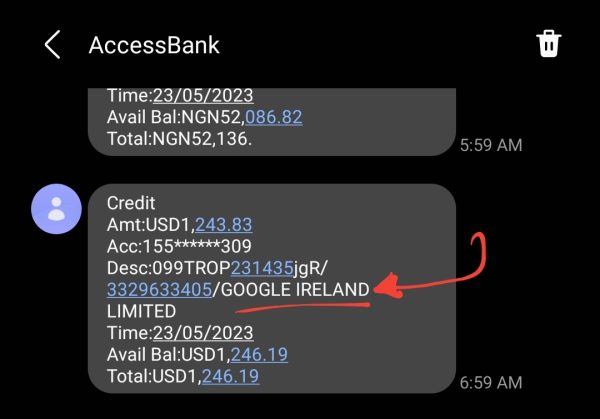 AccessBank
Time:23/05/2023
Avail Bal:NGN52,086.82
Total:NGN52,136.
5:59 AM
Credit
Amt:USD1,243.83
Acc:155******309
Desc:099TROP231435jgR/
3329633405/GOOGLE IRELAND
LIMITED
Time:23/05/2023
Avail Bal:USD1,246.19
Total:USD1,246.19
6:59 AM